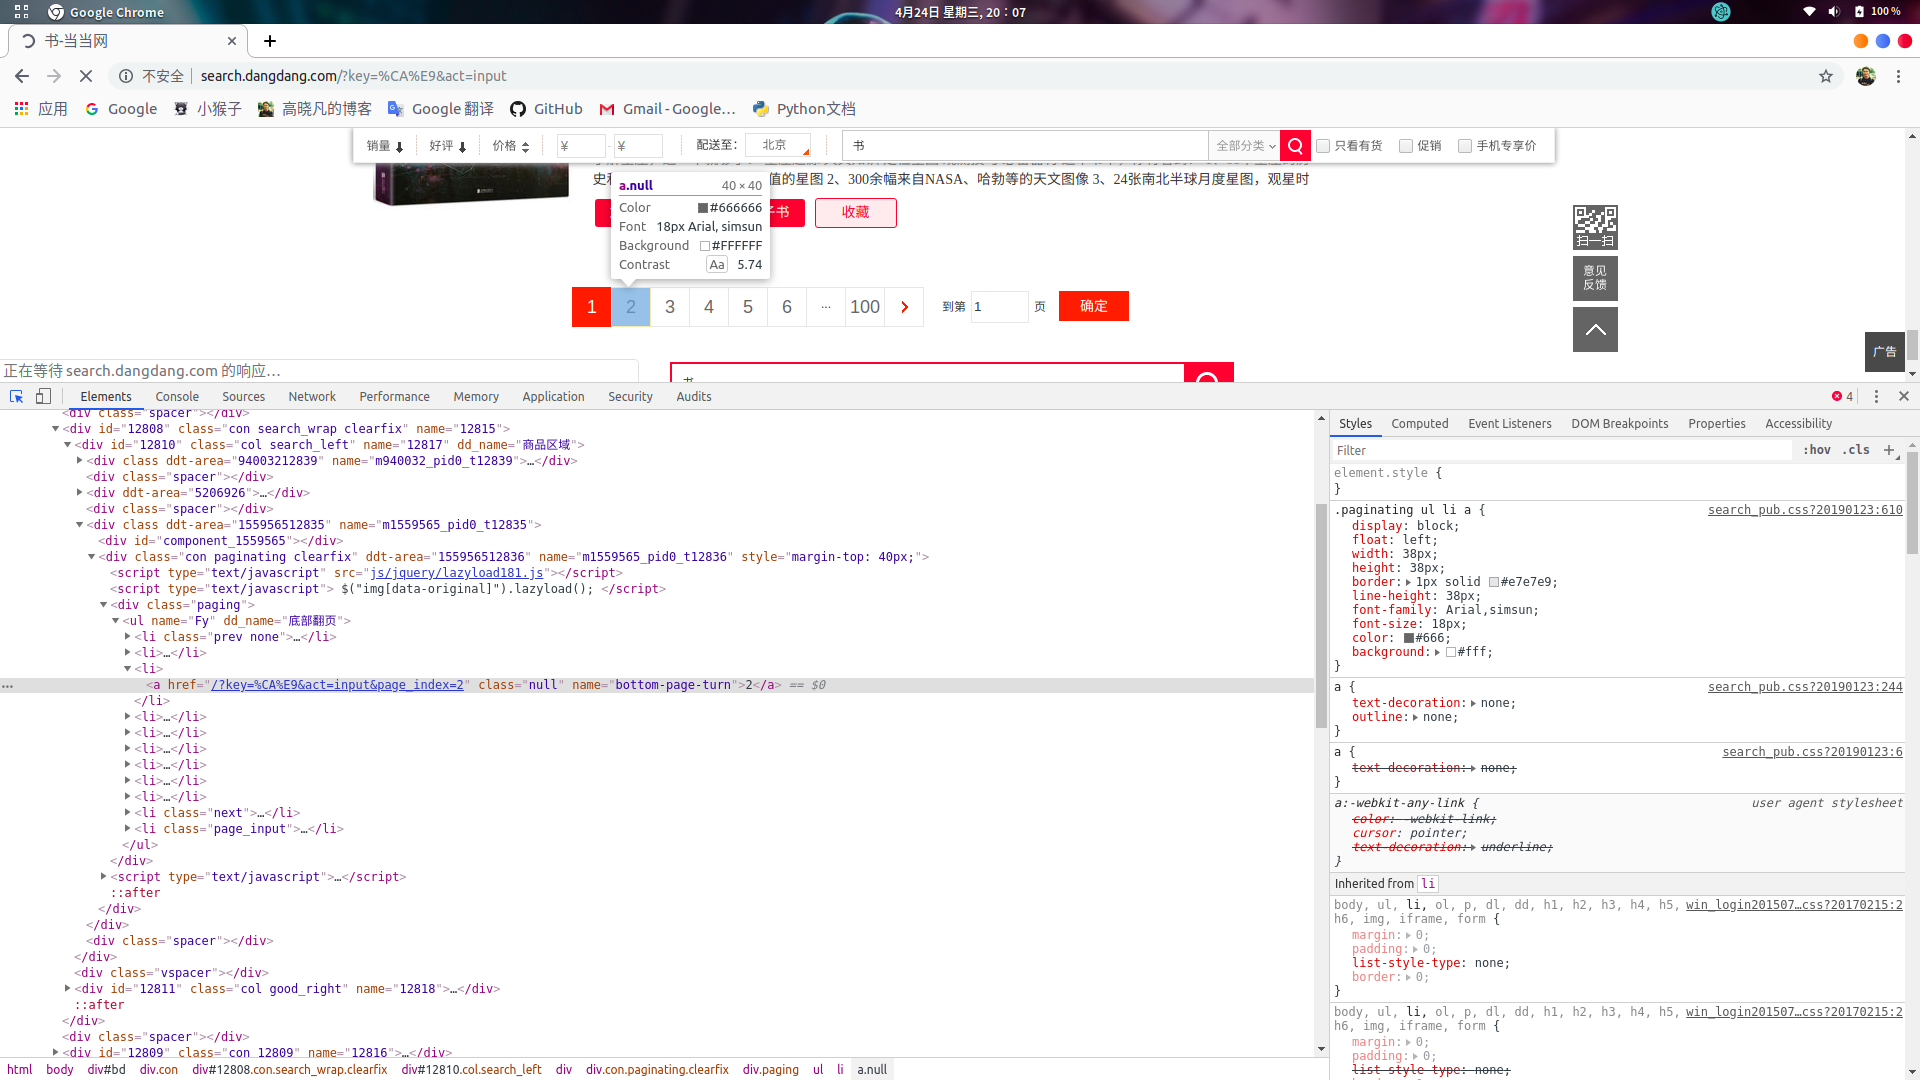 Google Chrome
4月24日 星期三, 20：07
100 %
书-当当网
不安全 search.dangdang.com/?key=%CA%E9&act=input
应用 Google 小猴子 高晓凡的博客 Google 翻译 GitHub Gmail - Google... Python文档
销量 好评 价格 ¥ - ¥ 配送至： 北京 书 全部分类 只看有货 促销 手机专享价
值的星图 2、300余幅来自NASA、哈勃等的天文图像 3、24张南北半球月度星图，观星时
收藏
a.null 40 × 40
Color #666666
Font 18px Arial, simsun
Background #FFFFFF
Contrast Aa 5.74
扫一扫
意见
反馈
1 2 3 4 5 6 ... 100 > 到第 1 页 确定
广告
正在等待 search.dangdang.com 的响应...
Elements Console Sources Network Performance Memory Application Security Audits 4
<div class="spacer"></div>
<div id="12808" class="con search_wrap clearfix" name="12815">
<div id="12810" class="col search_left" name="12817" dd_name="商品区域">
<div class ddt-area="94003212839" name="m940032_pid0_t12839">…</div>
<div class="spacer"></div>
<div ddt-area="5206926">…</div>
<div class="spacer"></div>
<div class ddt-area="155956512835" name="m1559565_pid0_t12835">
<div id="component_1559565"></div>
<div class="con paginating clearfix" ddt-area="155956512836" name="m1559565_pid0_t12836" style="margin-top: 40px;">
<script type="text/javascript" src="js/jquery/lazyload181.js"></script>
<script type="text/javascript"> $("img[data-original]").lazyload(); </script>
<div class="paging">
<ul name="Fy" dd_name="底部翻页">
<li class="prev none">…</li>
<li>…</li>
<li>
<a href="/?key=%CA%E9&act=input&page_index=2" class="null" name="bottom-page-turn">2</a> == $0
</li>
<li>…</li>
<li>…</li>
<li>…</li>
<li>…</li>
<li>…</li>
<li>…</li>
<li class="next">…</li>
<li class="page_input">…</li>
</ul>
</div>
<script type="text/javascript">…</script>
::after
</div>
</div>
<div class="spacer"></div>
</div>
<div class="vspacer"></div>
<div id="12811" class="col good_right" name="12818">…</div>
::after
</div>
<div class="spacer"></div>
<div id="12809" class="con 12809" name="12816">…</div>
html body div#bd div.con div#12808.con.search_wrap.clearfix div#12810.col.search_left div div.con.paginating.clearfix div.paging ul li a.null
Styles Computed Event Listeners DOM Breakpoints Properties Accessibility
Filter :hov .cls +
element.style {
}
.paginating ul li a { search_pub.css?20190123:610
display: block;
float: left;
width: 38px;
height: 38px;
border: 1px solid #e7e7e9;
line-height: 38px;
font-family: Arial,simsun;
font-size: 18px;
color: #666;
background: #fff;
}
a { search_pub.css?20190123:244
text-decoration: none;
outline: none;
}
a { search_pub.css?20190123:6
text-decoration: none;
}
a:-webkit-any-link { user agent stylesheet
color: -webkit-link;
cursor: pointer;
text-decoration: underline;
}
Inherited from li
body, ul, li, ol, p, dl, dd, h1, h2, h3, h4, h5, win_login201507…css?20170215:2
h6, img, iframe, form {
margin: 0;
padding: 0;
list-style-type: none;
border: 0;
}
body, ul, li, ol, p, dl, dd, h1, h2, h3, h4, h5, win_login201507…css?20170215:2
h6, img, iframe, form {
margin: 0;
padding: 0;
list-style-type: none;